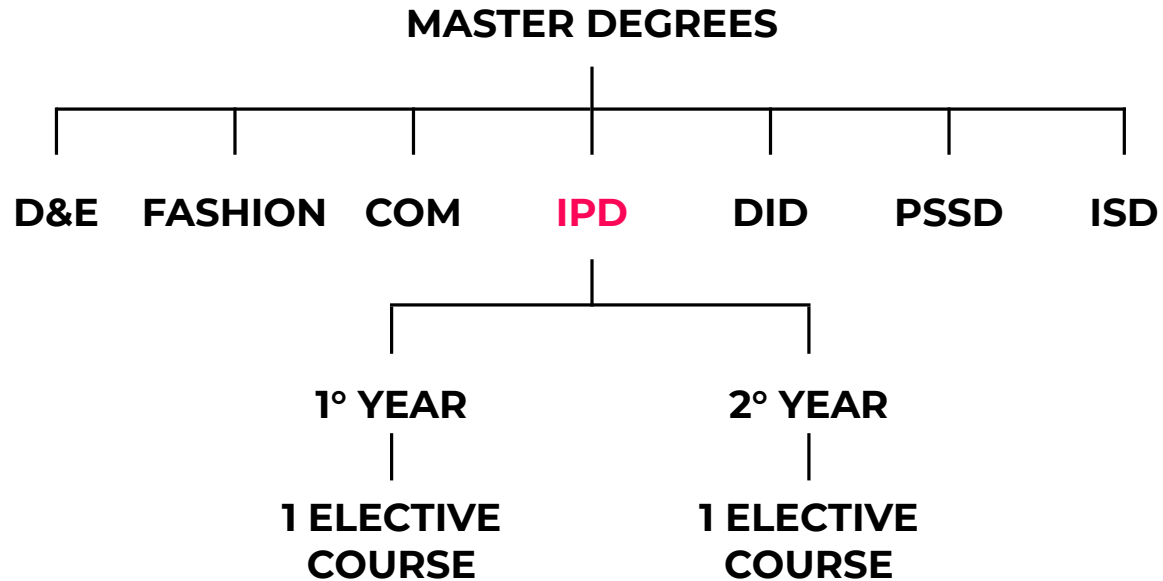 MASTER DEGREES
D&E FASHION COM IPD DID PSSD ISD
1° YEAR 2° YEAR
1 ELECTIVE COURSE
1 ELECTIVE COURSE